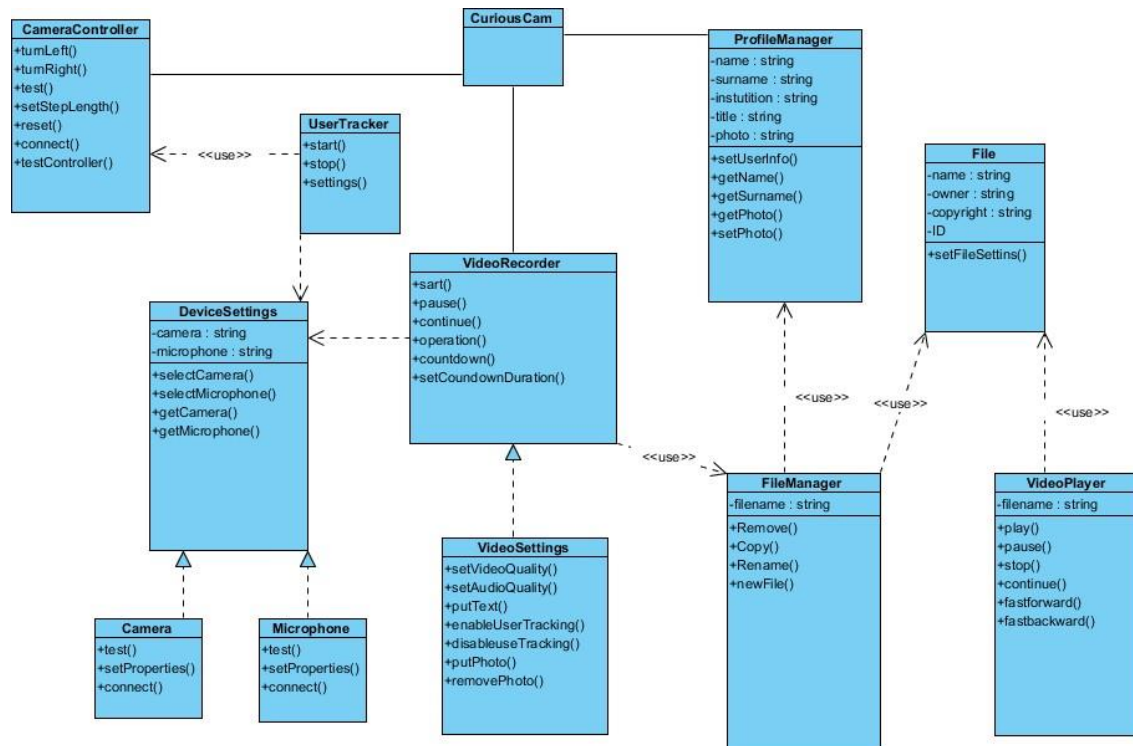 CameraController
+turnLeft()
+turnRight()
+test()
+setStepLength()
+reset()
+connect()
+testController()
CuriousCam
ProfileManager
-name : string
-surname : string
-instutition : string
-title : string
-photo : string
+setUserInfo()
+getName()
+getSurname()
+getPhoto()
+setPhoto()
UserTracker
+start()
+stop()
+settings()
<<use>>
File
-name : string
-owner : string
-copyright : string
-ID
+setFileSettins()
VideoRecorder
+sart()
+pause()
+continue()
+operation()
+countdown()
+setCoundownDuration()
DeviceSettings
-camera : string
-microphone : string
+selectCamera()
+selectMicrophone()
+getCamera()
+getMicrophone()
<<use>>
<<use>>
<<use>>
<<use>>
FileManager
-filename : string
+Remove()
+Copy()
+Rename()
+newFile()
VideoPlayer
-filename : string
+play()
+pause()
+stop()
+continue()
+fastforward()
+fastbackward()
VideoSettings
+setVideoQuality()
+setAudioQuality()
+putText()
+enableUserTracking()
+disableuseTracking()
+putPhoto()
+removePhoto()
Camera
+test()
+setProperties()
+connect()
Microphone
+test()
+setProperties()
+connect()